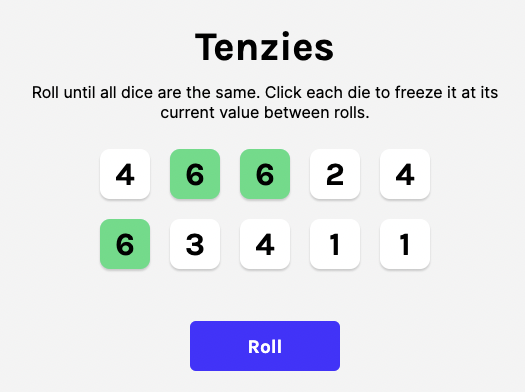 Tenzies
Roll until all dice are the same. Click each die to freeze it at its
current value between rolls.
4 6 6 2 4
6 3 4 1 1
Roll